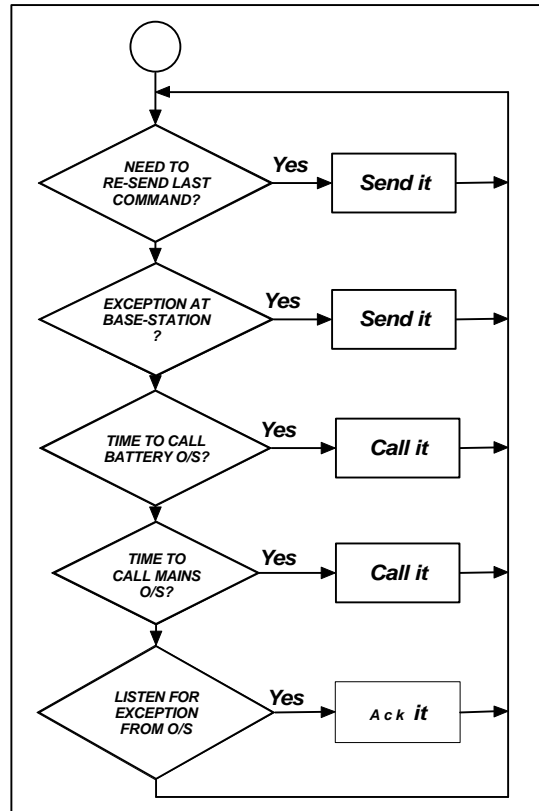 NEED TO
RE-SEND LAST
COMMAND?
Yes
Send it
EXCEPTION AT
BASE-STATION
?
Yes
Send it
TIME TO CALL
BATTERY O/S?
Yes
Call it
TIME TO
CALL MAINS
O/S?
Yes
Call it
LISTEN FOR
EXCEPTION
FROM O/S
Yes
Ack it